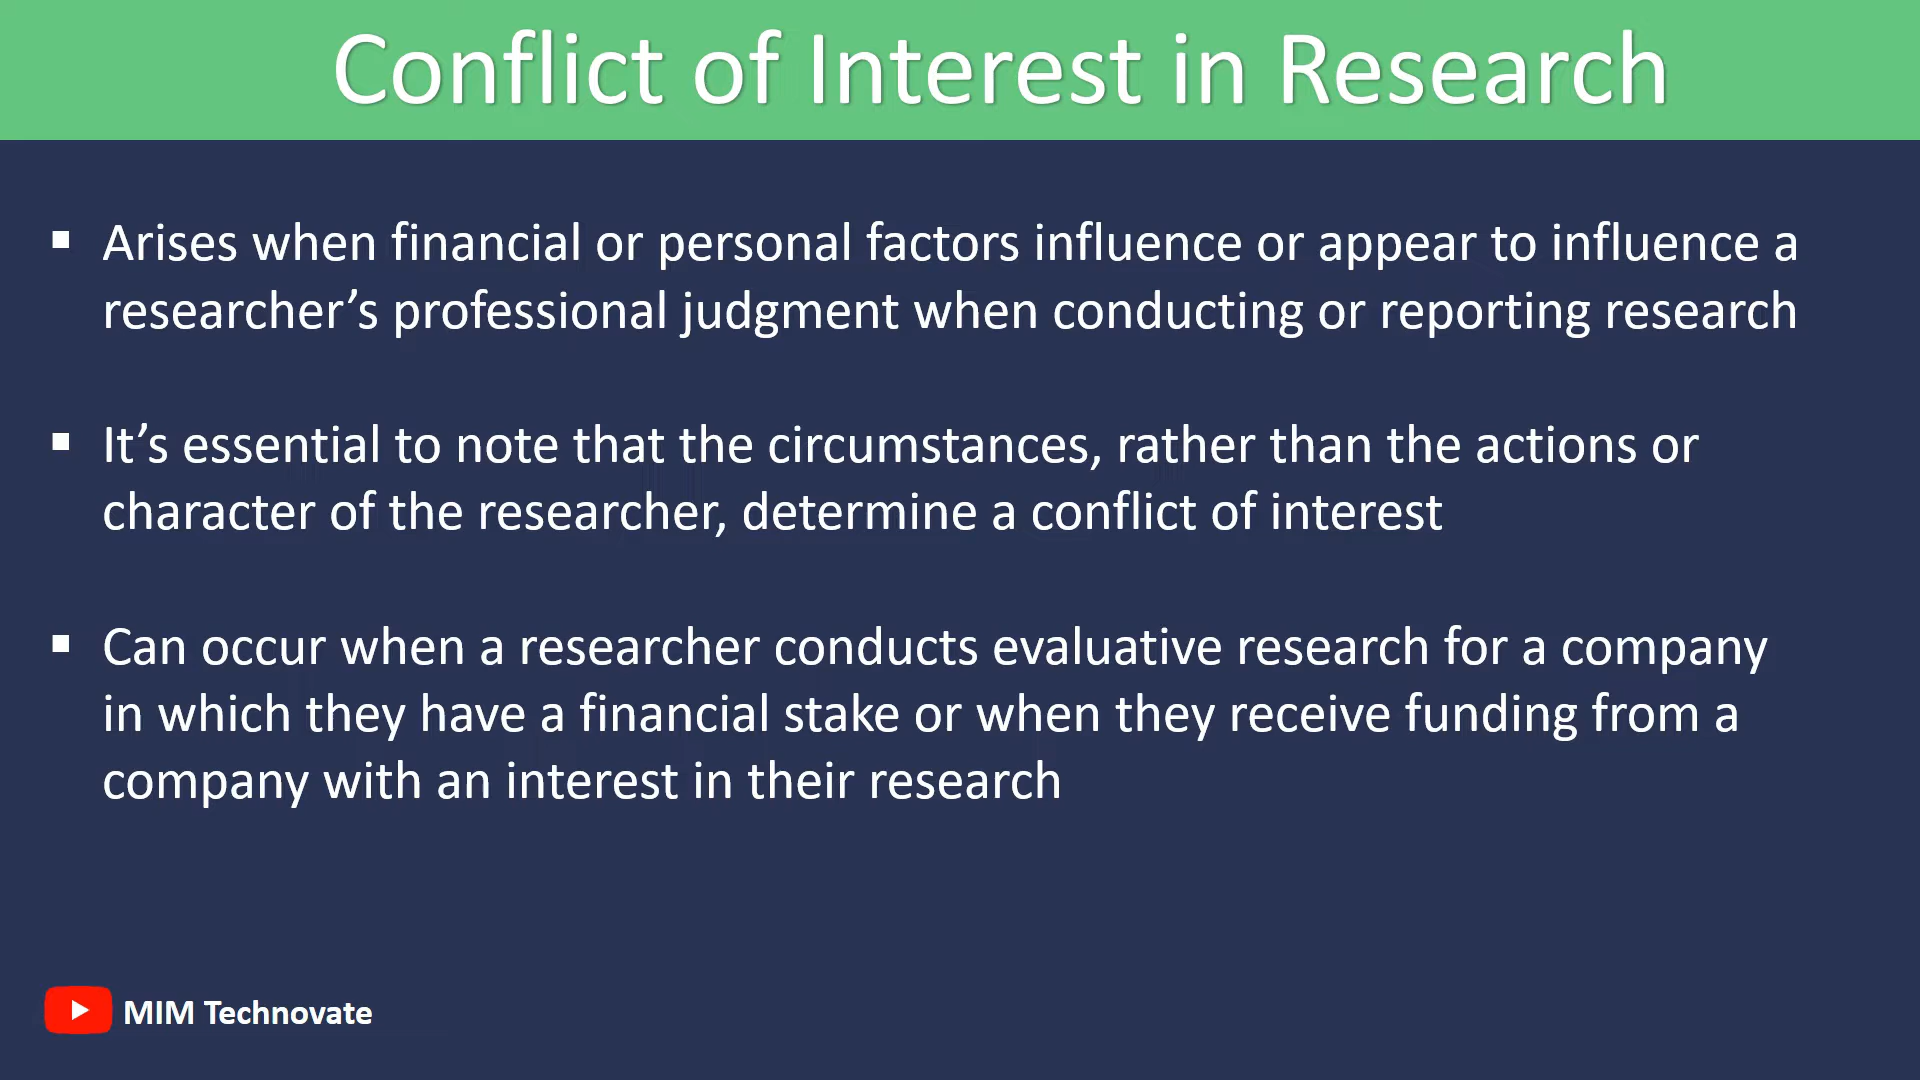 Conflict of Interest in Research
▪ Arises when financial or personal factors influence or appear to influence a
researcher’s professional judgment when conducting or reporting research
▪ It’s essential to note that the circumstances, rather than the actions or
character of the researcher, determine a conflict of interest
▪ Can occur when a researcher conducts evaluative research for a company
in which they have a financial stake or when they receive funding from a
company with an interest in their research
MIM Technovate